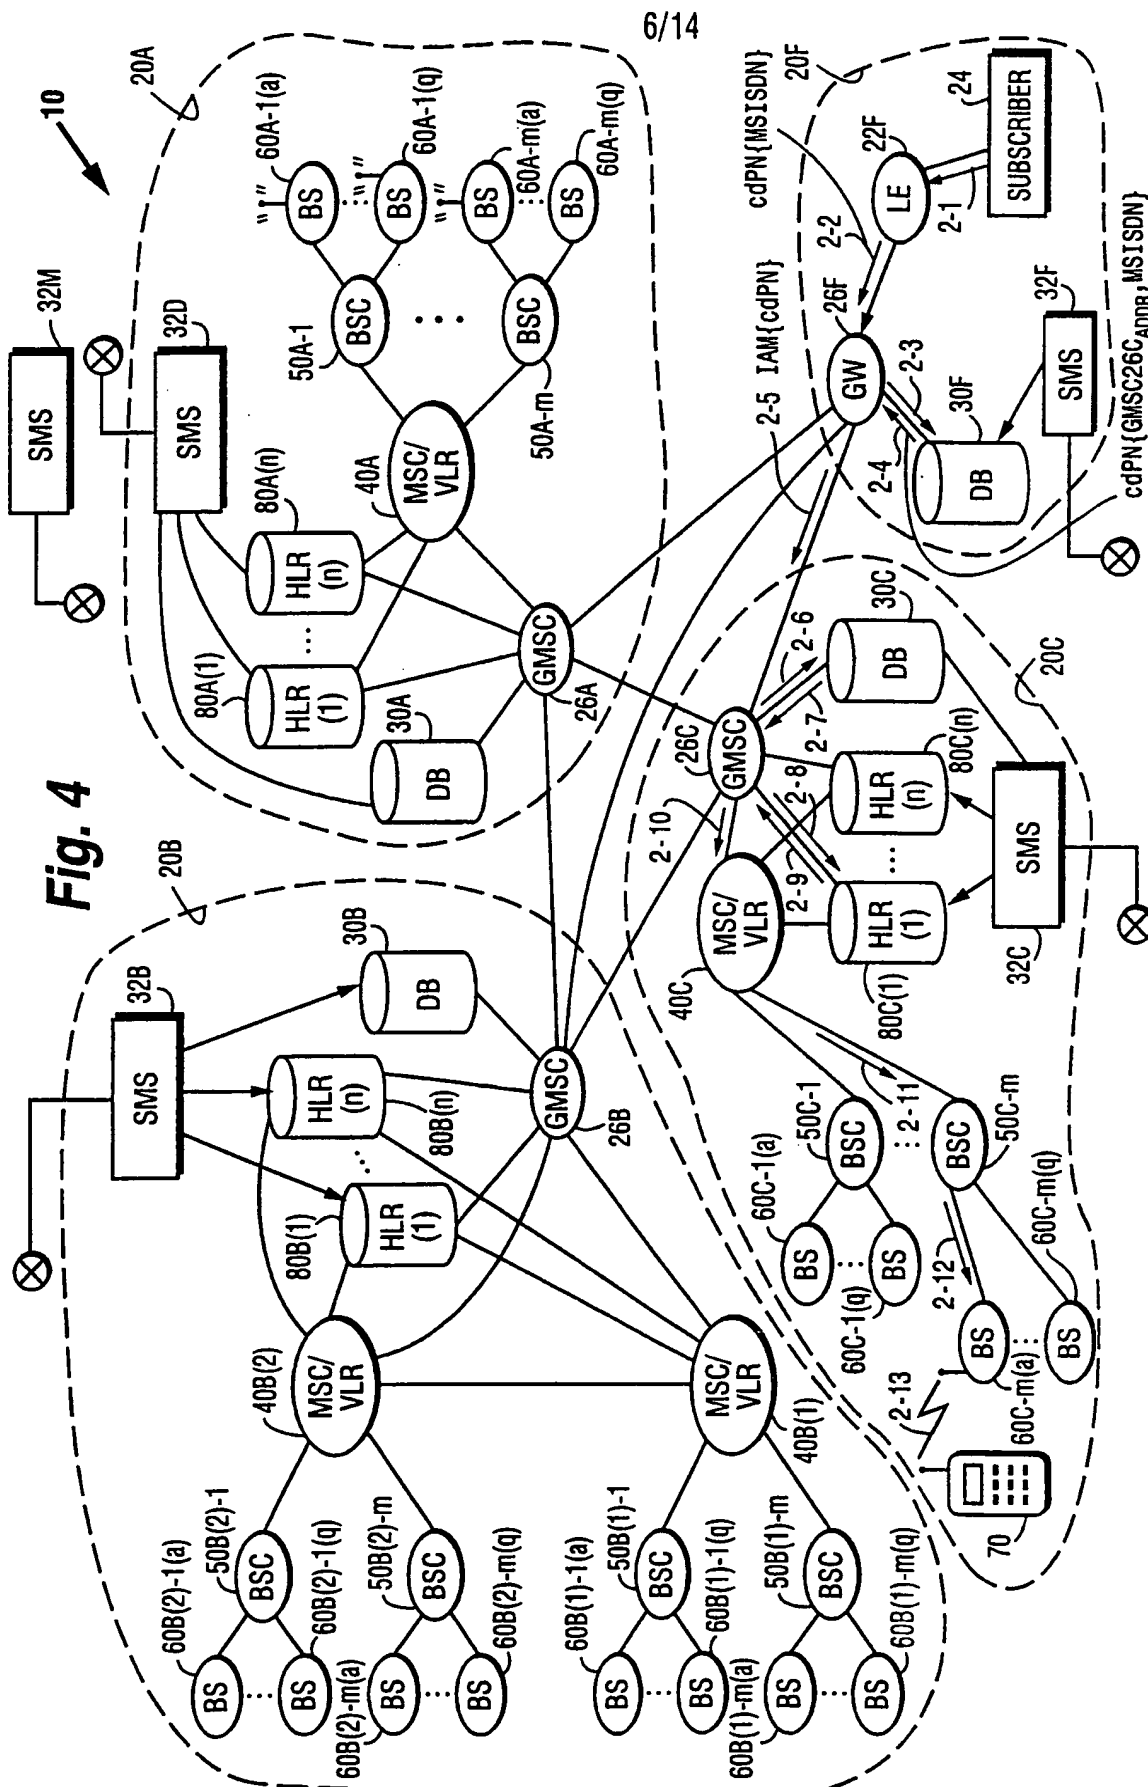 6/14
Fig. 4
10
32M
SMS
20A
32D
SMS
80A(n)
HLR
(n)
...
80A(1)
HLR
(1)
30A
DB
GMSC
26A
MSC/
VLR
40A
50A-1
BSC
BSC
50A-m
60A-1(a)
BS
60A-1(q)
BS
60A-m(a)
BS
60A-m(q)
BS
20B
32B
SMS
30B
DB
HLR
(n)
80B(n)
...
80B(1)
HLR
(1)
GMSC
26B
40B(2)
MSC/
VLR
MSC/
VLR
40B(1)
50B(2)-1
BSC
60B(2)-1(a)
BS
60B(2)-1(q)
BS
50B(2)-m
BSC
60B(2)-m(a)
BS
60B(2)-m(q)
BS
50B(1)-1
BSC
60B(1)-1(a)
BS
60B(1)-1(q)
BS
50B(1)-m
BSC
60B(1)-m(a)
BS
60B(1)-m(q)
BS
20F
24
SUBSCRIBER
2-1
22F
LE
2-2
cdPN{MSISDN}
26F
GW
2-3
2-4
30F
DB
32F
SMS
cdPN{GMSC26CADDR,MSISDN}
2-5 IAM{cdPN}
20C
26C
GMSC
2-6
2-7
30C
DB
2-8
2-9
2-10
80C(n)
HLR
(n)
...
HLR
(1)
80C(1)
SMS
32C
MSC/
VLR
40C
2-11
50C-1
BSC
BSC
50C-m
60C-1(a)
BS
BS
60C-1(q)
2-12
BS
60C-m(a)
60C-m(q)
BS
2-13
70